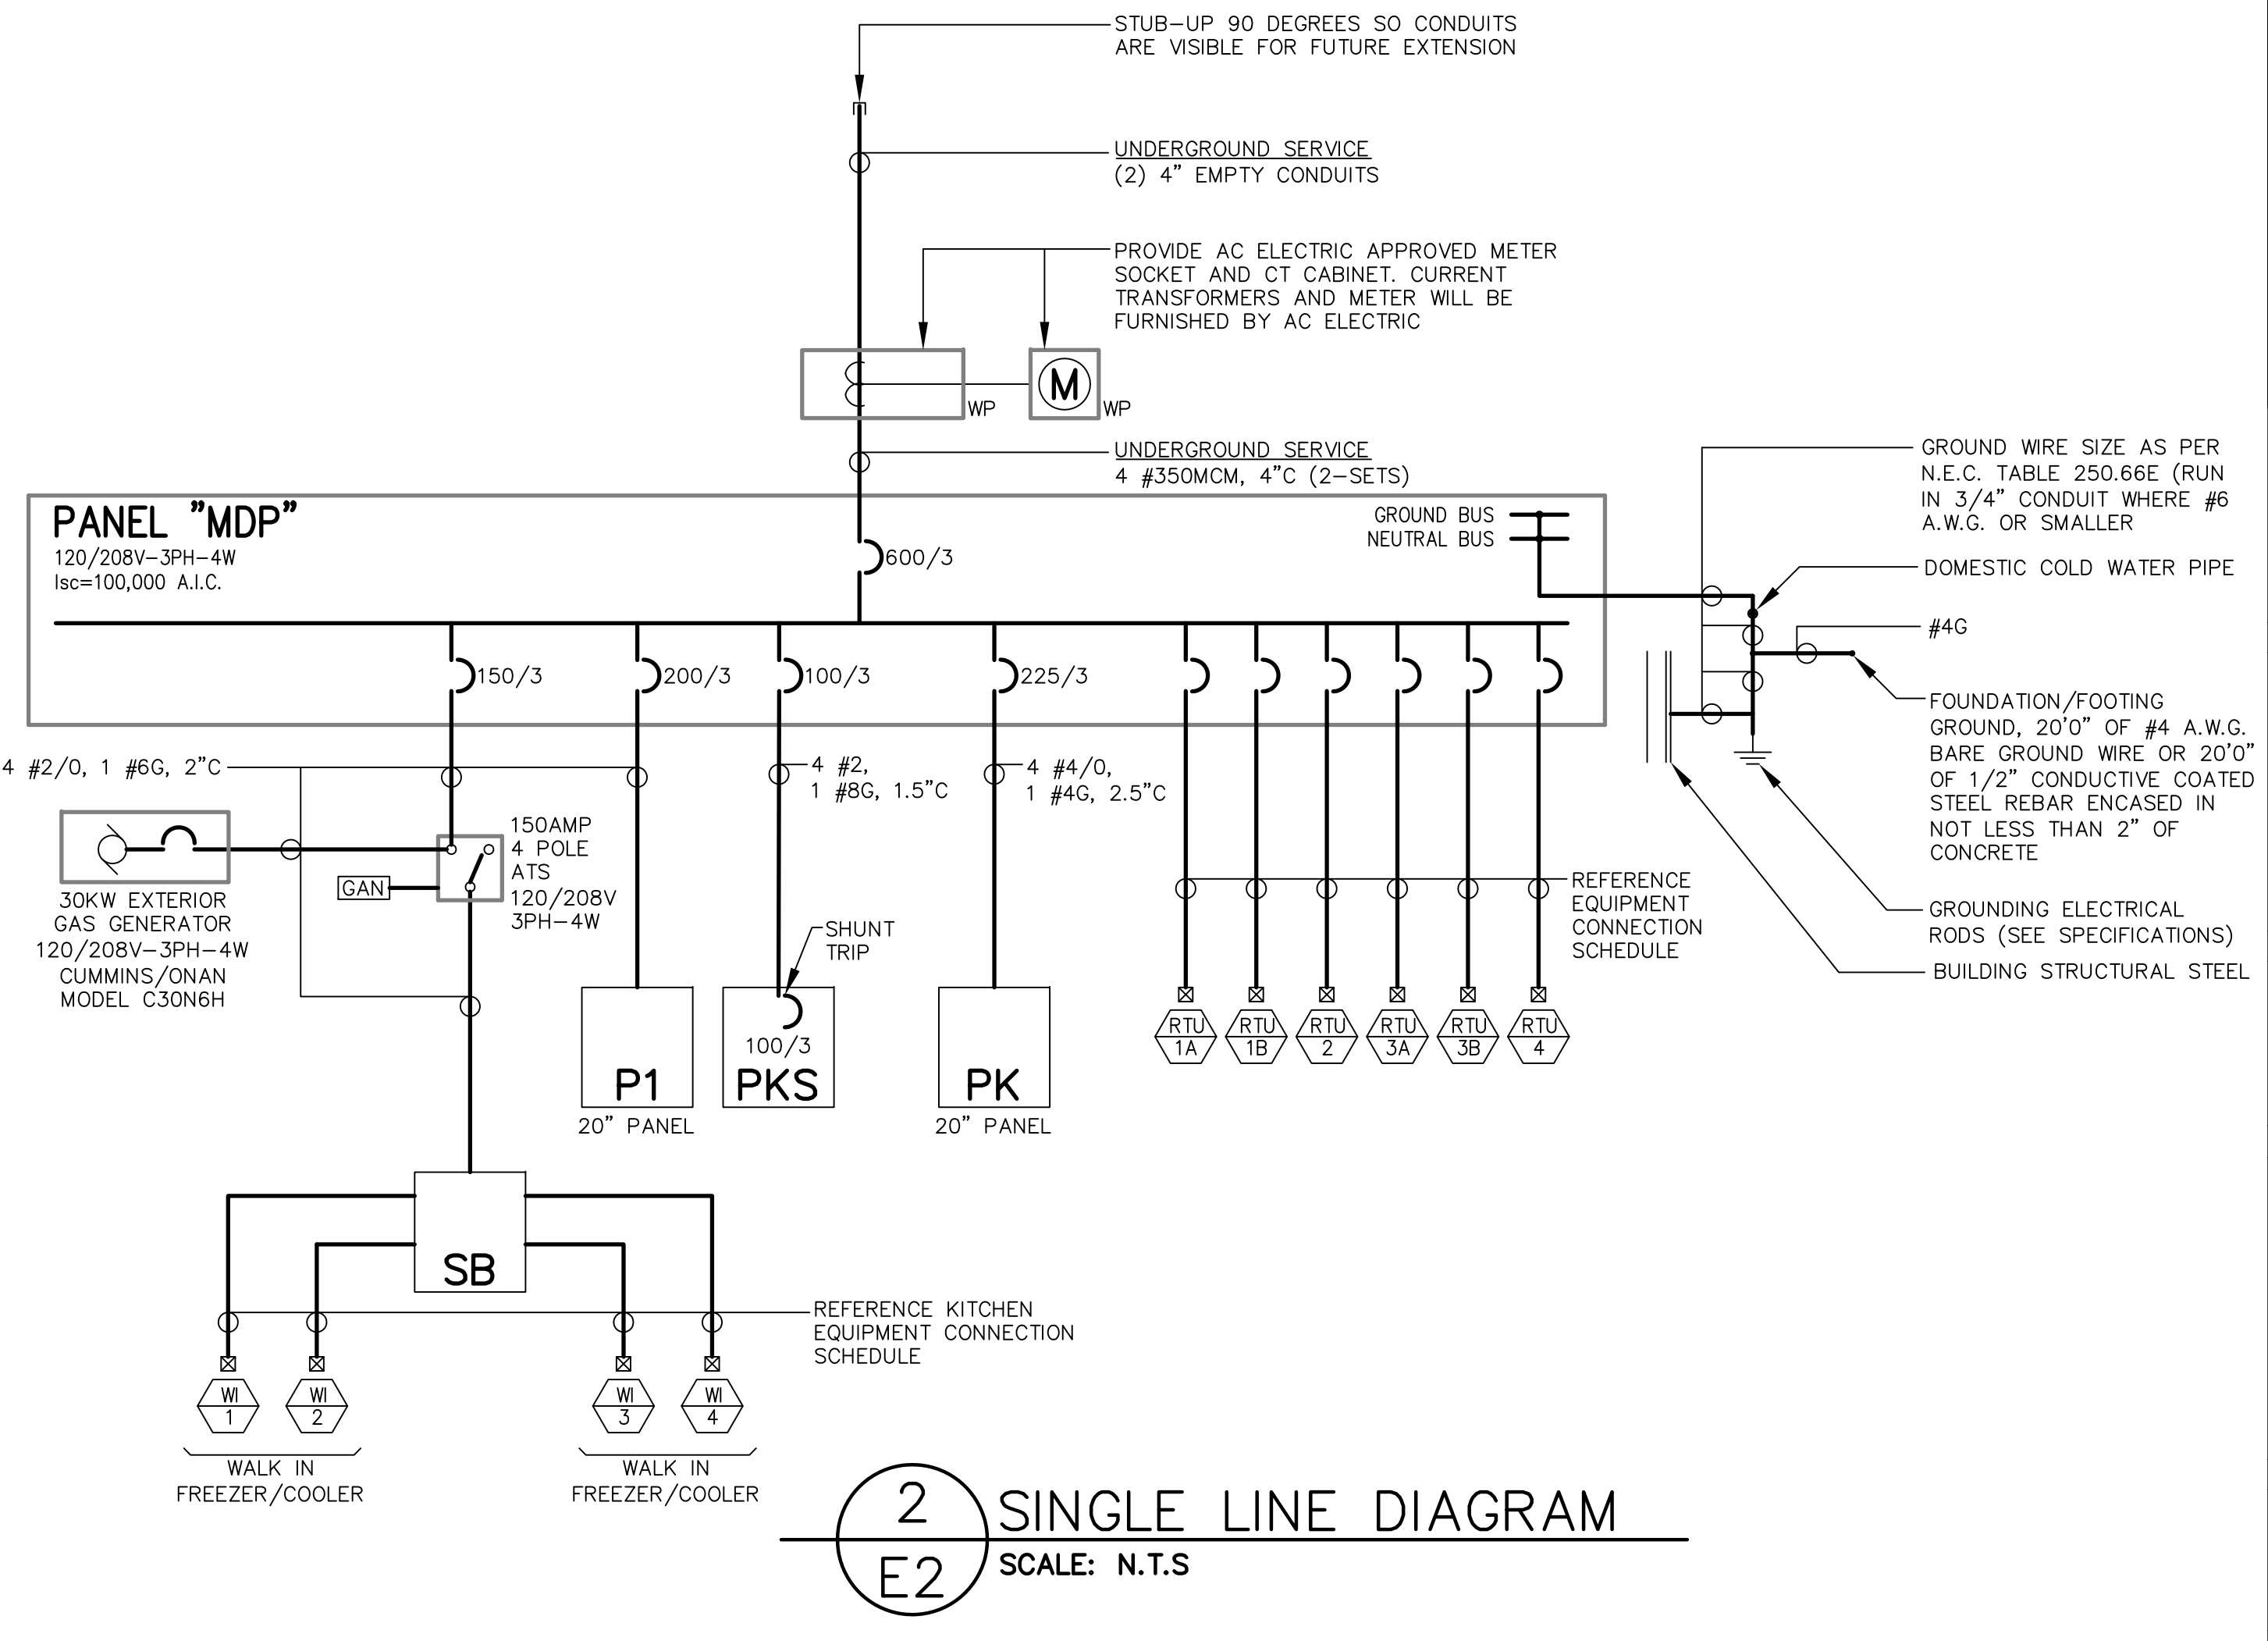 STUB-UP 90 DEGREES SO CONDUITS
ARE VISIBLE FOR FUTURE EXTENSION
UNDERGROUND SERVICE
(2) 4" EMPTY CONDUITS
PROVIDE AC ELECTRIC APPROVED METER
SOCKET AND CT CABINET. CURRENT
TRANSFORMERS AND METER WILL BE
FURNISHED BY AC ELECTRIC
M
WP
WP
UNDERGROUND SERVICE
4 #350MCM, 4"C (2-SETS)
PANEL "MDP"
120/208V-3PH-4W
Isc=100,000 A.I.C.
600/3
GROUND BUS
NEUTRAL BUS
GROUND WIRE SIZE AS PER
N.E.C. TABLE 250.66E (RUN
IN 3/4" CONDUIT WHERE #6
A.W.G. OR SMALLER
DOMESTIC COLD WATER PIPE
#4G
FOUNDATION/FOOTING
GROUND, 20'0" OF #4 A.W.G.
BARE GROUND WIRE OR 20'0"
OF 1/2" CONDUCTIVE COATED
STEEL REBAR ENCASED IN
NOT LESS THAN 2" OF
CONCRETE
GROUNDING ELECTRICAL
RODS (SEE SPECIFICATIONS)
BUILDING STRUCTURAL STEEL
150/3
200/3
100/3
225/3
4 #2/0, 1 #6G, 2"C
4 #2,
1 #8G, 1.5"C
4 #4/0,
1 #4G, 2.5"C
30KW EXTERIOR
GAS GENERATOR
120/208V-3PH-4W
CUMMINS/ONAN
MODEL C30N6H
GAN
150AMP
4 POLE
ATS
120/208V
3PH-4W
SHUNT
TRIP
REFERENCE
EQUIPMENT
CONNECTION
SCHEDULE
P1
20" PANEL
100/3
PKS
PK
20" PANEL
RTU
1A
RTU
1B
RTU
2
RTU
3A
RTU
3B
RTU
4
SB
REFERENCE KITCHEN
EQUIPMENT CONNECTION
SCHEDULE
WI
1
WI
2
WI
3
WI
4
WALK IN
FREEZER/COOLER
WALK IN
FREEZER/COOLER
2
E2
SINGLE LINE DIAGRAM
SCALE: N.T.S